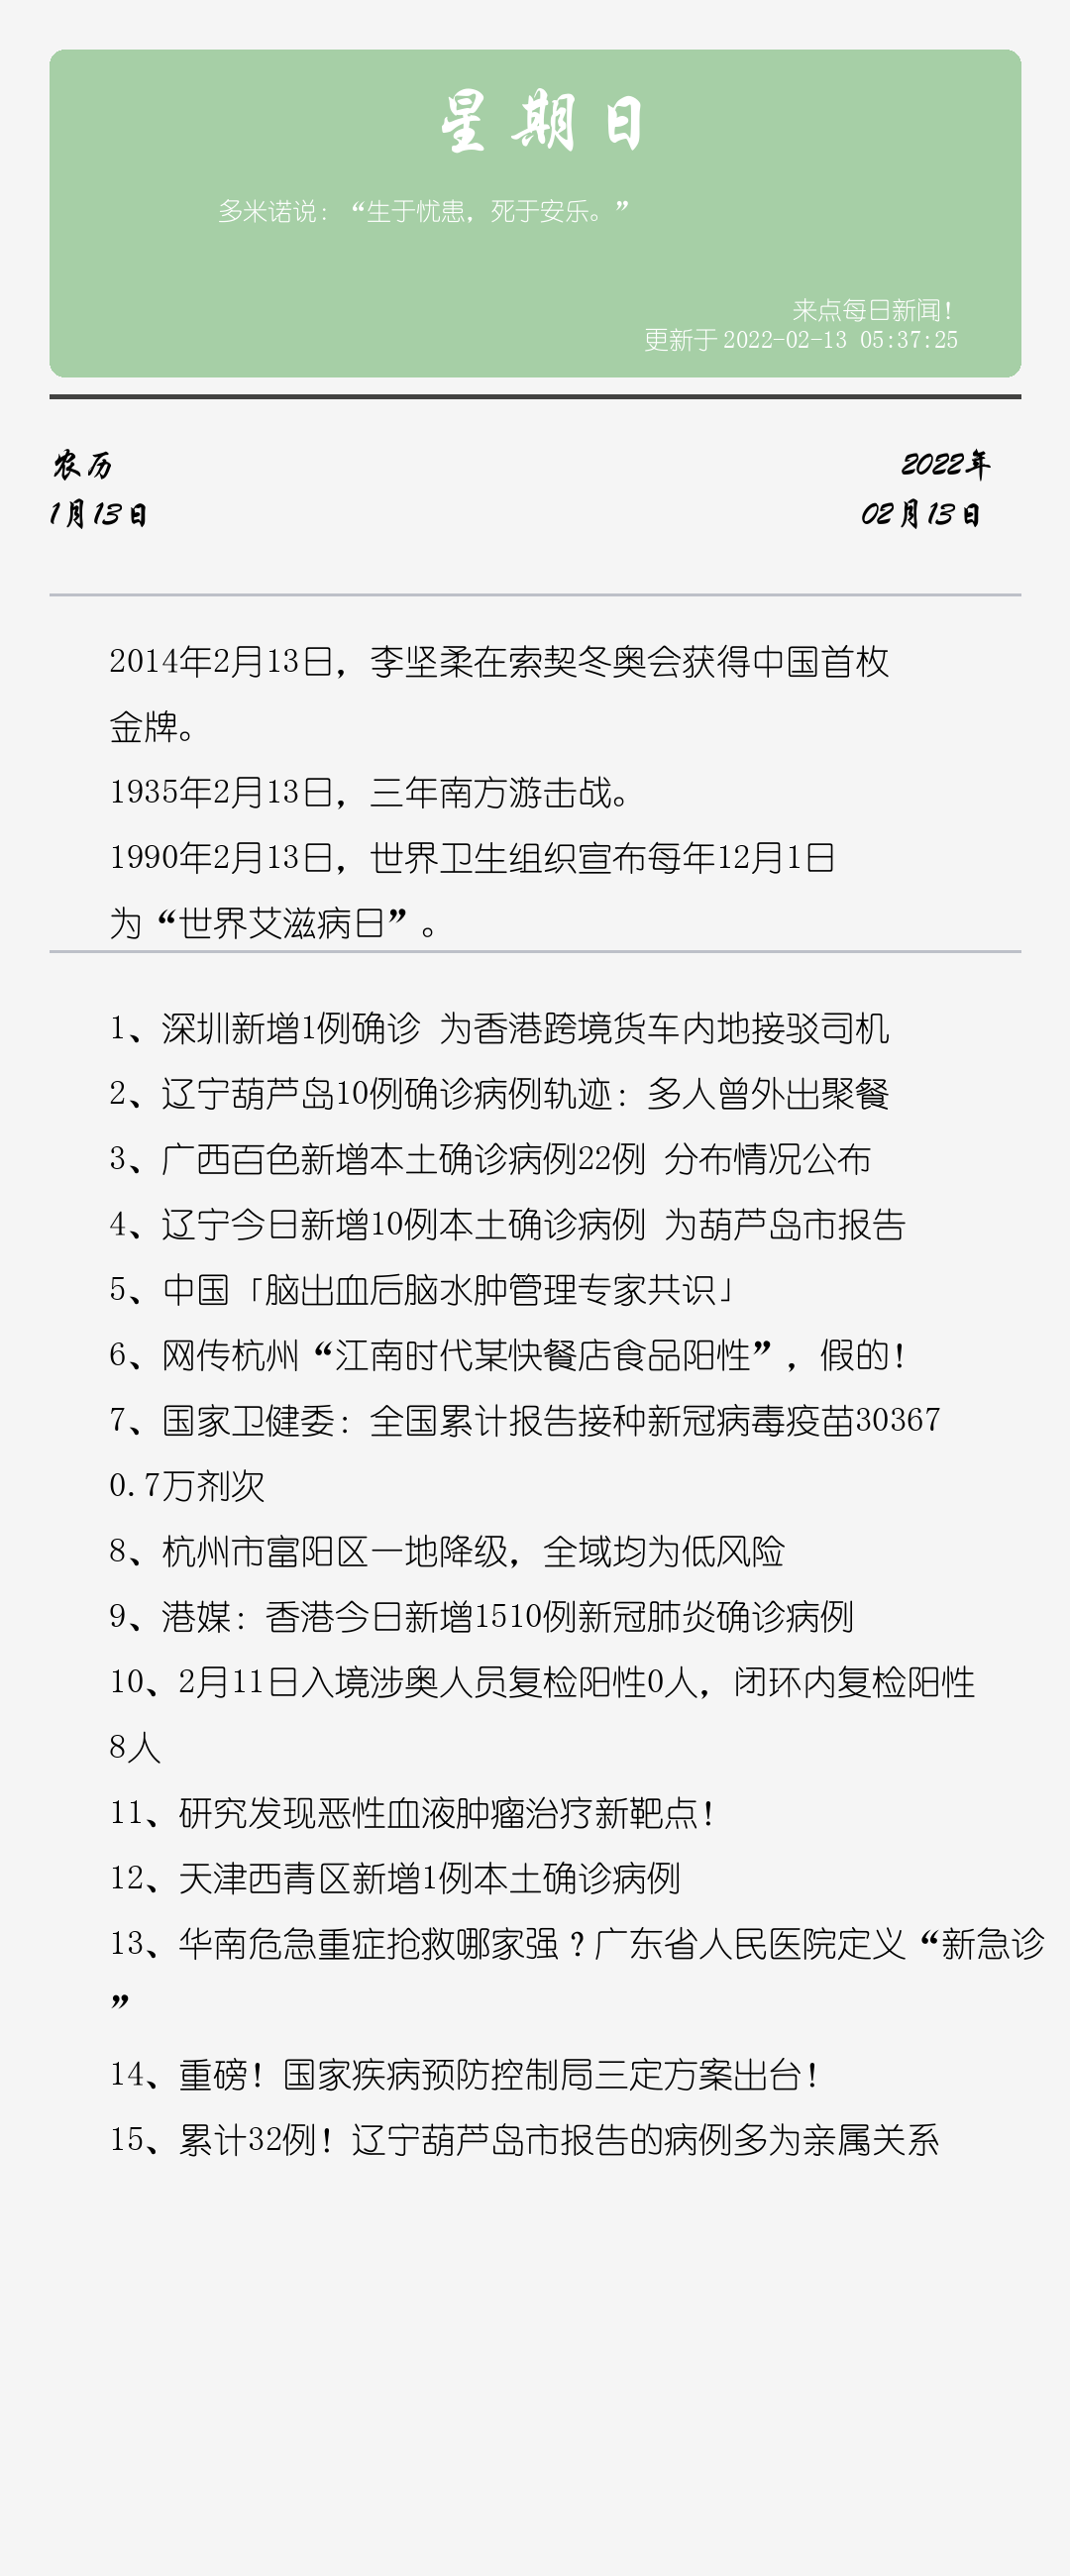 星期日
多米诺说：“生于忧患，死于安乐。”
来点每日新闻！
更新于 2022-02-13 05:37:25
农历
2022年
1月13日
02月13日
2014年2月13日，李坚柔在索契冬奥会获得中国首枚
金牌。
1935年2月13日，三年南方游击战。
1990年2月13日，世界卫生组织宣布每年12月1日
为“世界艾滋病日”。
1、深圳新增1例确诊 为香港跨境货车内地接驳司机
2、辽宁葫芦岛10例确诊病例轨迹：多人曾外出聚餐
3、广西百色新增本土确诊病例22例 分布情况公布
4、辽宁今日新增10例本土确诊病例 为葫芦岛市报告
5、中国「脑出血后脑水肿管理专家共识」
6、网传杭州“江南时代某快餐店食品阳性”，假的！
7、国家卫健委：全国累计报告接种新冠病毒疫苗30367
0.7万剂次
8、杭州市富阳区一地降级，全域均为低风险
9、港媒：香港今日新增1510例新冠肺炎确诊病例
10、2月11日入境涉奥人员复检阳性0人，闭环内复检阳性
8人
11、研究发现恶性血液肿瘤治疗新靶点！
12、天津西青区新增1例本土确诊病例
13、华南危急重症抢救哪家强？广东省人民医院定义“新急诊
”
14、重磅！国家疾病预防控制局三定方案出台！
15、累计32例！辽宁葫芦岛市报告的病例多为亲属关系